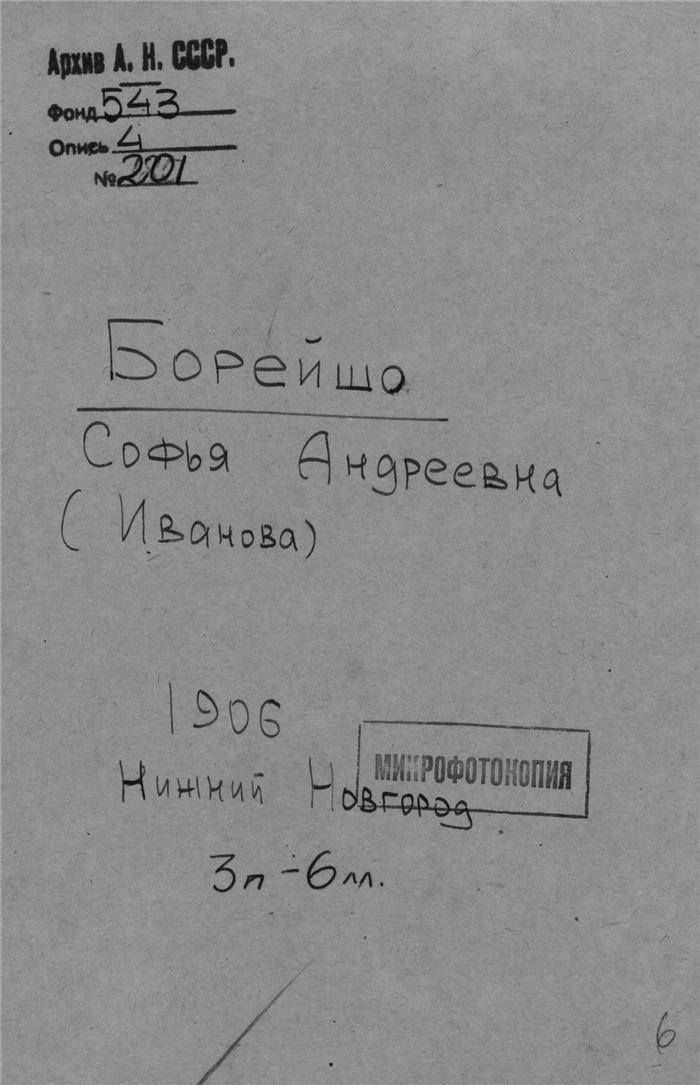 Архив А. Н. СССР.
Фонд 543
Опись 4
№ 201
Борейшо
Софья Андреевна
(Иванова)
1906
МИКРОФОТОКОПИЯ
Нижний Новгород
3п - 6лл.
6